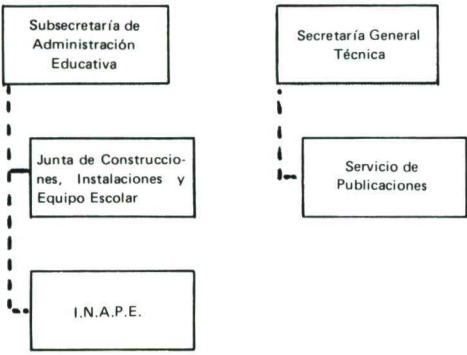 Subsecretaría de
Administración
Educativa
Secretaría General
Técnica
Junta de Construccio-
nes, Instalaciones y
Equipo Escolar
Servicio de
Publicaciones
I.N.A.P.E.